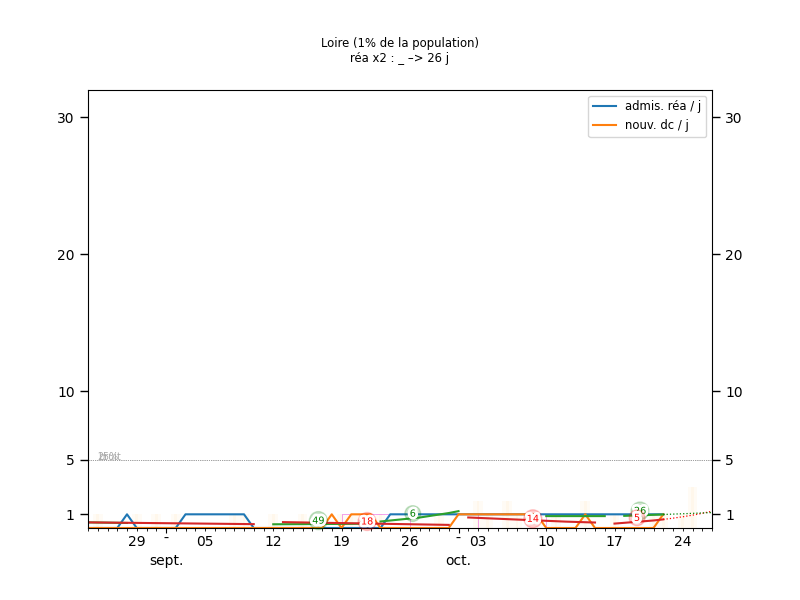 Loire (1% de la population)
réa x2 : _ –> 26 j
admis. réa / j
nouv. dc / j
30 30
20 20
10 10
5 5
1 1
49 18 6 14 26 5
29 - 05 12 19 26 - 03 10 17 24
sept. oct.